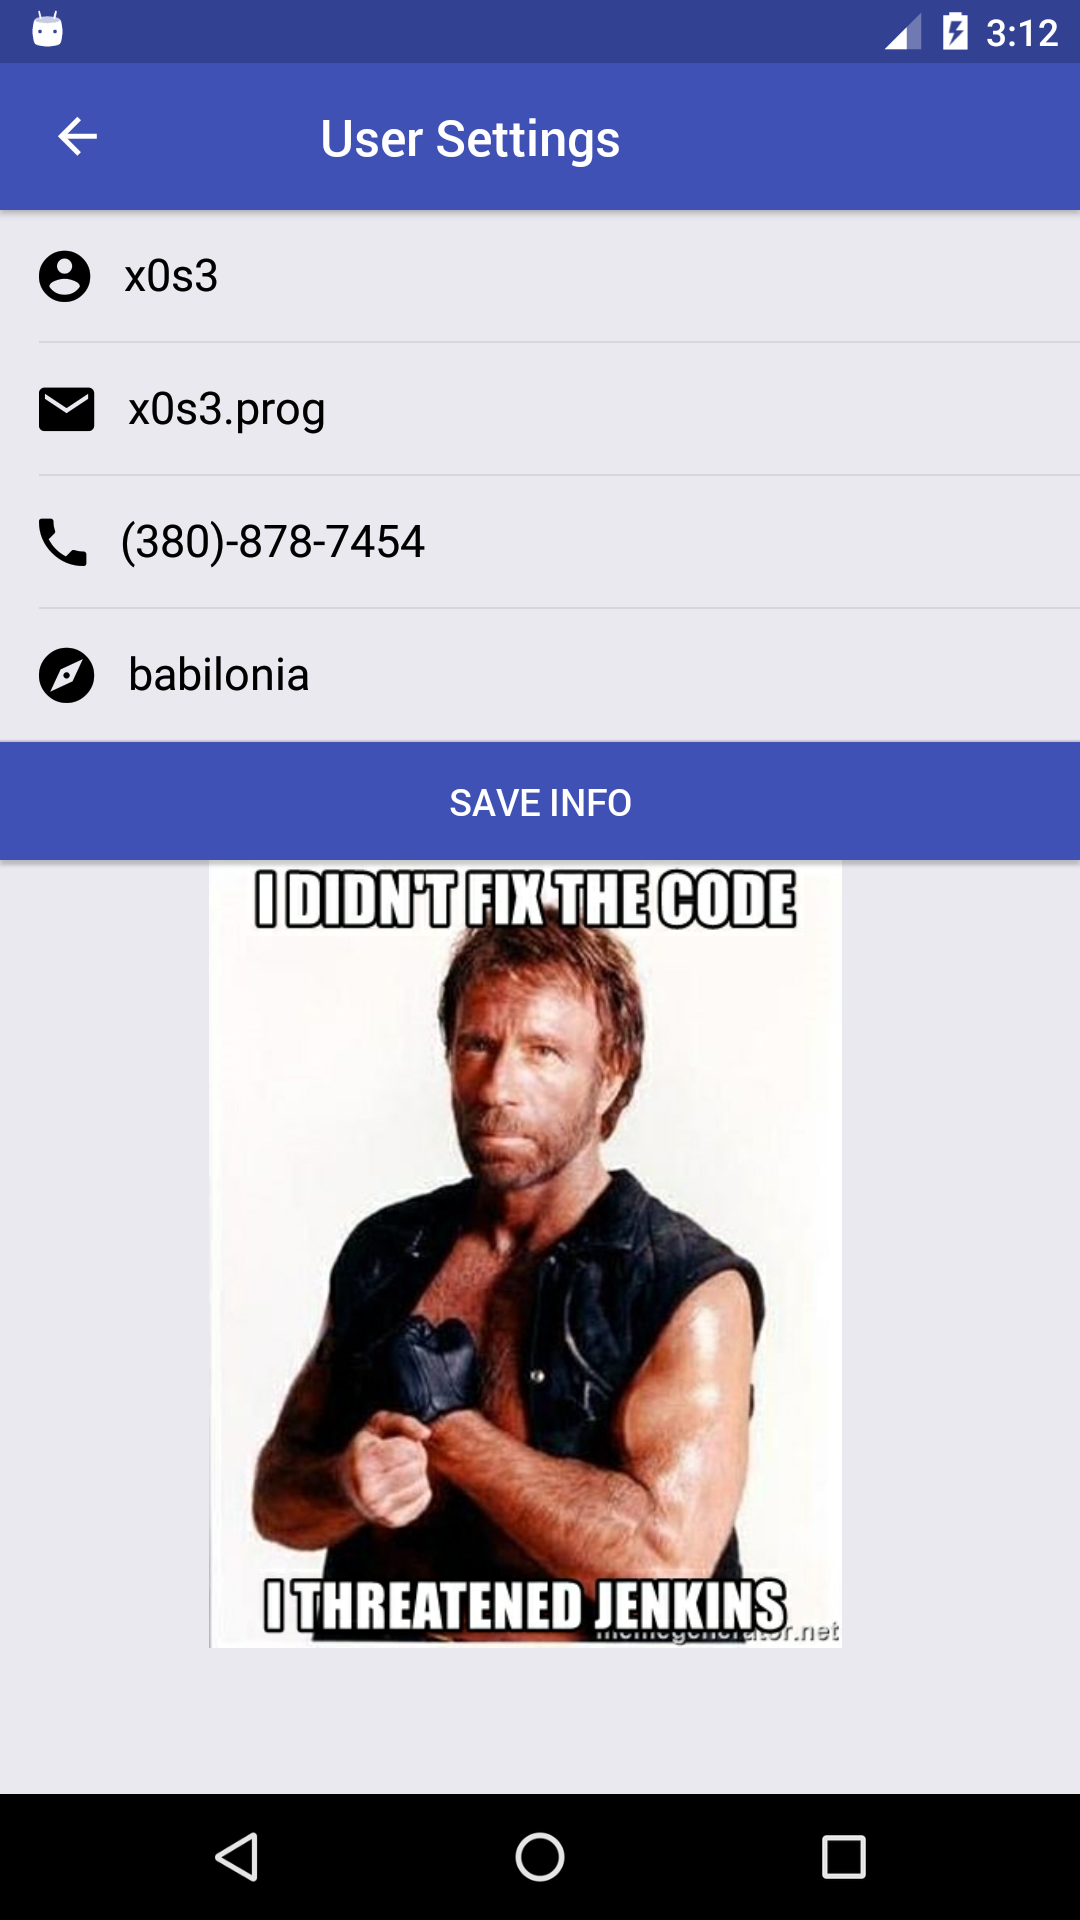 3:12
User Settings
x0s3
x0s3.prog
(380)-878-7454
babilonia
SAVE INFO
I DIDN'T FIX THE CODE
I THREATENED JENKINS
memegenerator.net